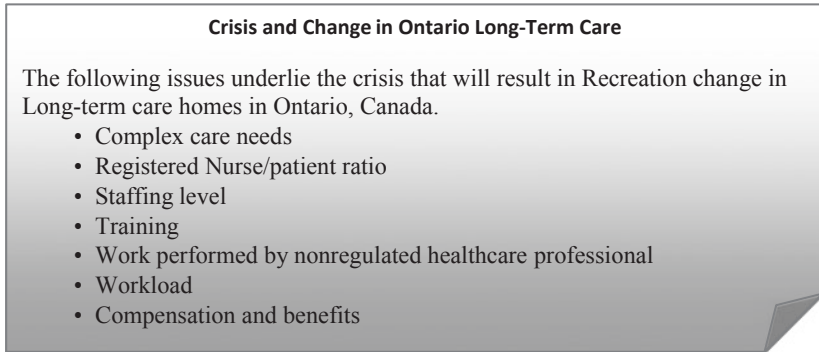 Crisis and Change in Ontario Long-Term Care
The following issues underlie the crisis that will result in Recreation change in
Long-term care homes in Ontario, Canada.
• Complex care needs
• Registered Nurse/patient ratio
• Staffing level
• Training
• Work performed by nonregulated healthcare professional
• Workload
• Compensation and benefits